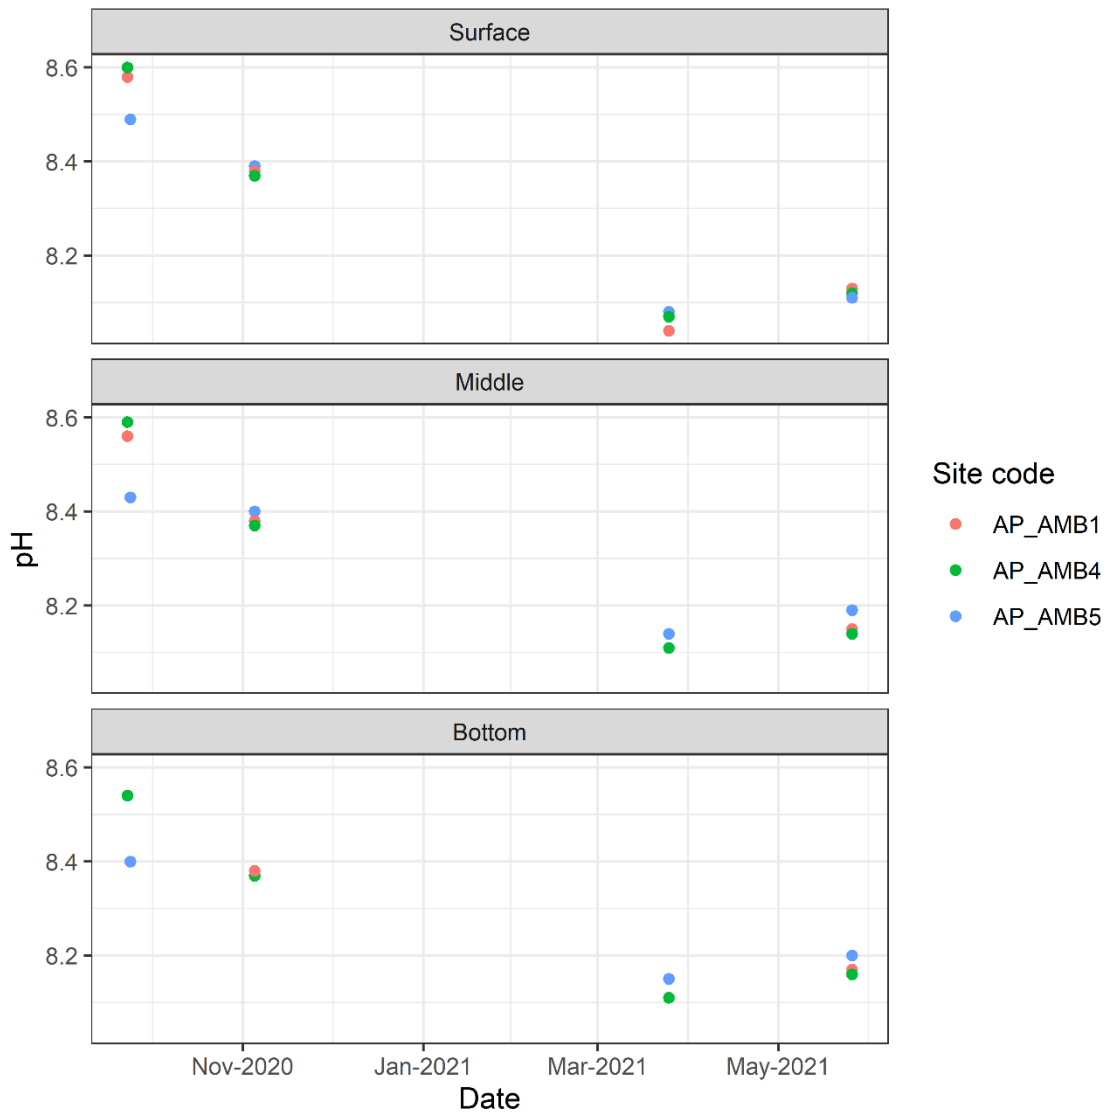 Surface
8.6
8.4
8.2
Middle
8.6
8.4
8.2
Bottom
8.6
8.4
8.2
pH
Nov-2020 Jan-2021 Mar-2021 May-2021
Date
Site code
AP_AMB1
AP_AMB4
AP_AMB5